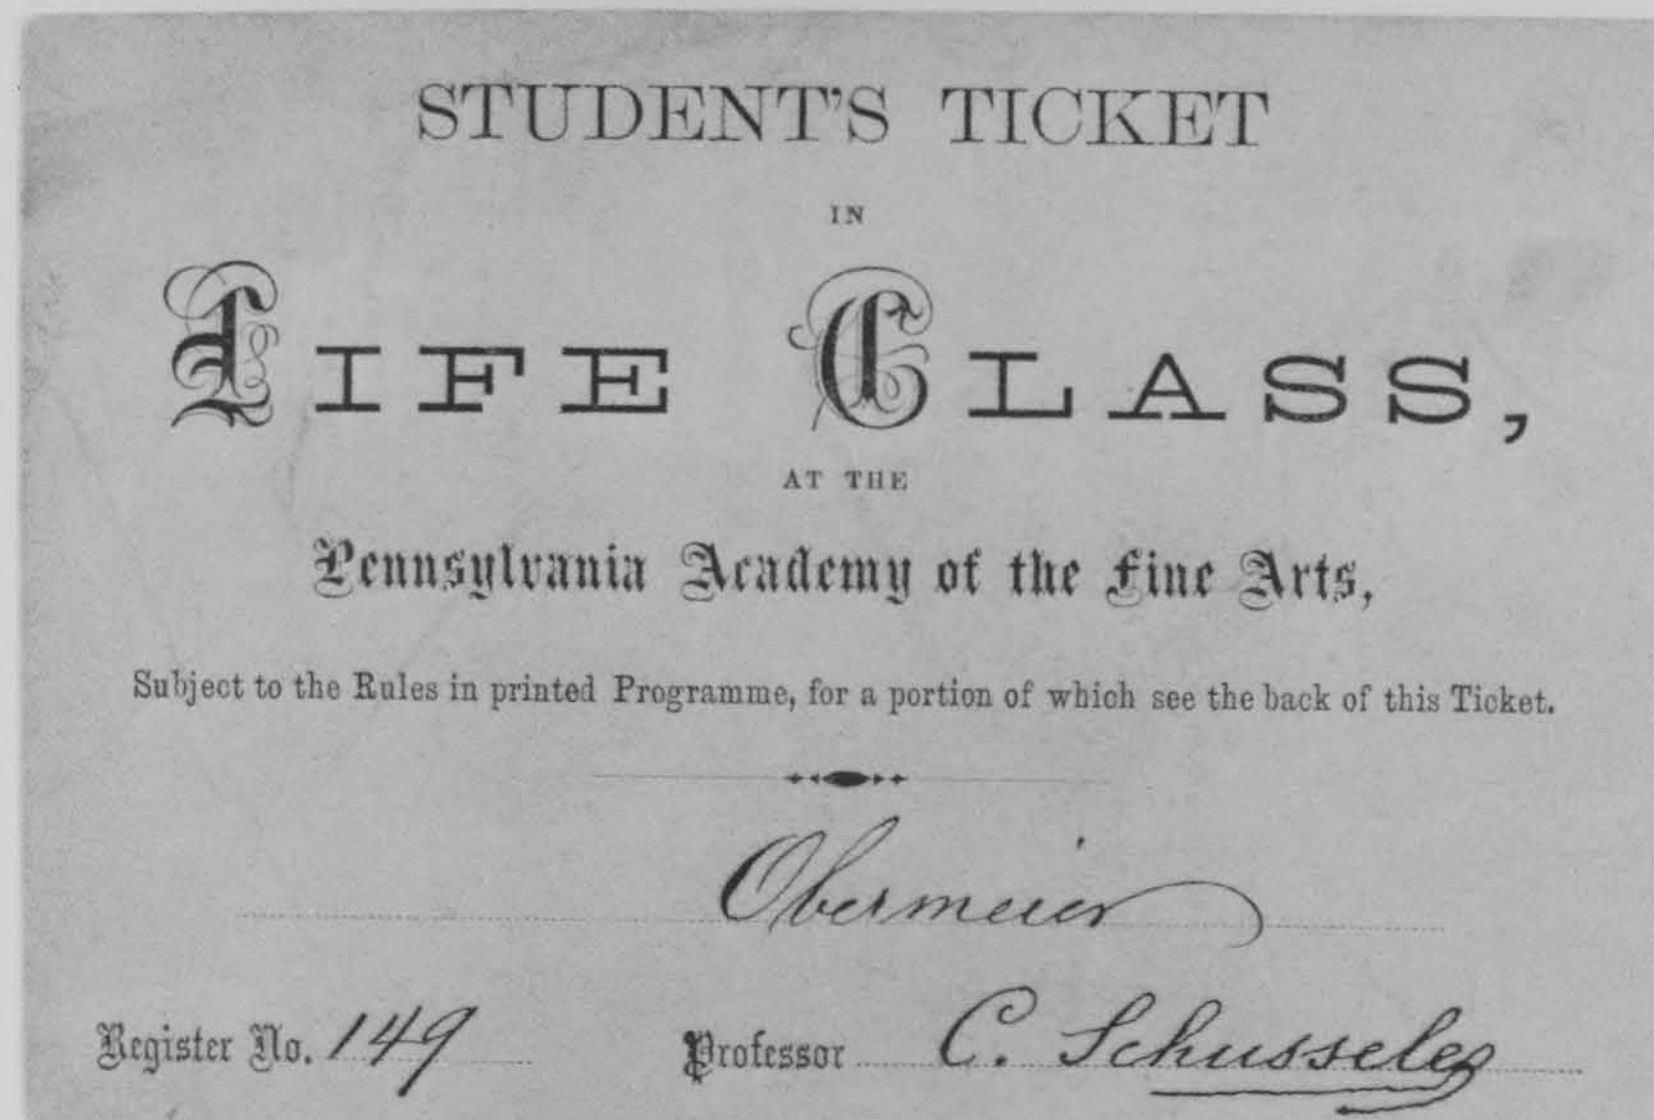 STUDENT'S TICKET
IN
LIFE CLASS,
AT THE
Pennsylvania Academy of the Fine Arts,
Subject to the Rules in printed Programme, for a portion of which see the back of this Ticket.
Obermeier
Register No. 149 Professor C. Schussele